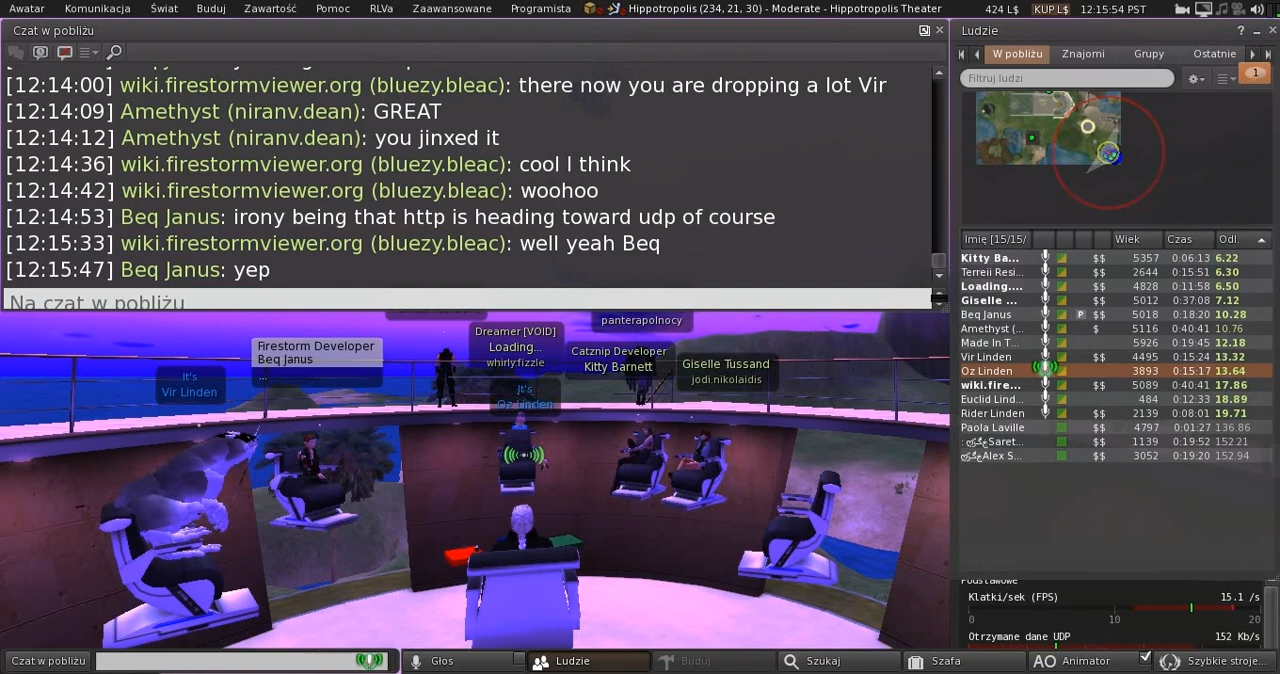 Awatar Komunikacja Świat Buduj Zawartość Pomoc RLVa Zaawansowane Programista Hippotropolis (234, 21, 30) - Moderate - Hippotropolis Theater 424 L$ KUP L$ 12:15:54 PST
Czat w pobliżu
[12:14:00] wiki.firestormviewer.org (bluezy.bleac): there now you are dropping a lot Vir
[12:14:09] Amethyst (niranv.dean): GREAT
[12:14:12] Amethyst (niranv.dean): you jinxed it
[12:14:36] wiki.firestormviewer.org (bluezy.bleac): cool I think
[12:14:42] wiki.firestormviewer.org (bluezy.bleac): woohoo
[12:14:53] Beq Janus: irony being that http is heading toward udp of course
[12:15:33] wiki.firestormviewer.org (bluezy.bleac): well yeah Beq
[12:15:47] Beq Janus: yep
Na czat w pobliżu
Ludzie
W pobliżu Znajomi Grupy Ostatnie
Filtruj ludzi
1
Imię [15/15/ Wiek Czas Odl.
Kitty Ba... $$ 5357 0:06:13 6.22
Terreii Resi... $$ 2644 0:15:51 6.30
Loading.... $$ 4828 0:11:58 6.50
Giselle ... $$ 5012 0:37:08 7.12
Beq Janus P $$ 5018 0:18:20 10.28
Amethyst (... $ 5116 0:40:41 10.76
Made In T... 5926 0:19:45 12.18
Vir Linden $$ 4495 0:15:24 13.32
Oz Linden 3893 0:15:17 13.64
wiki.fire... $$ 5089 0:40:41 17.86
Euclid Lind... 484 0:12:33 18.89
Rider Linden $$ 2139 0:08:01 19.71
Paola Laville $$ 4797 0:01:27 136.86
Saret... $$ 1139 0:19:52 152.21
Alex S... $$ 3052 0:19:20 152.94
Podstawowe
Klatki/sek (FPS) 15.1 /s
0 10 20
Otrzymane dane UDP 152 Kb/s
panterapolnocy
Firestorm Developer
Beq Janus
...
Dreamer [VOID]
Loading...
whirly.fizzle
Catznip Developer
Kitty Barnett
Giselle Tussand
jodi.nikolaidis
It's
Vir Linden
It's
Oz Linden
Czat w pobliżu Głos Ludzie Buduj Szukaj Szafa AO Animator Szybkie stroje...